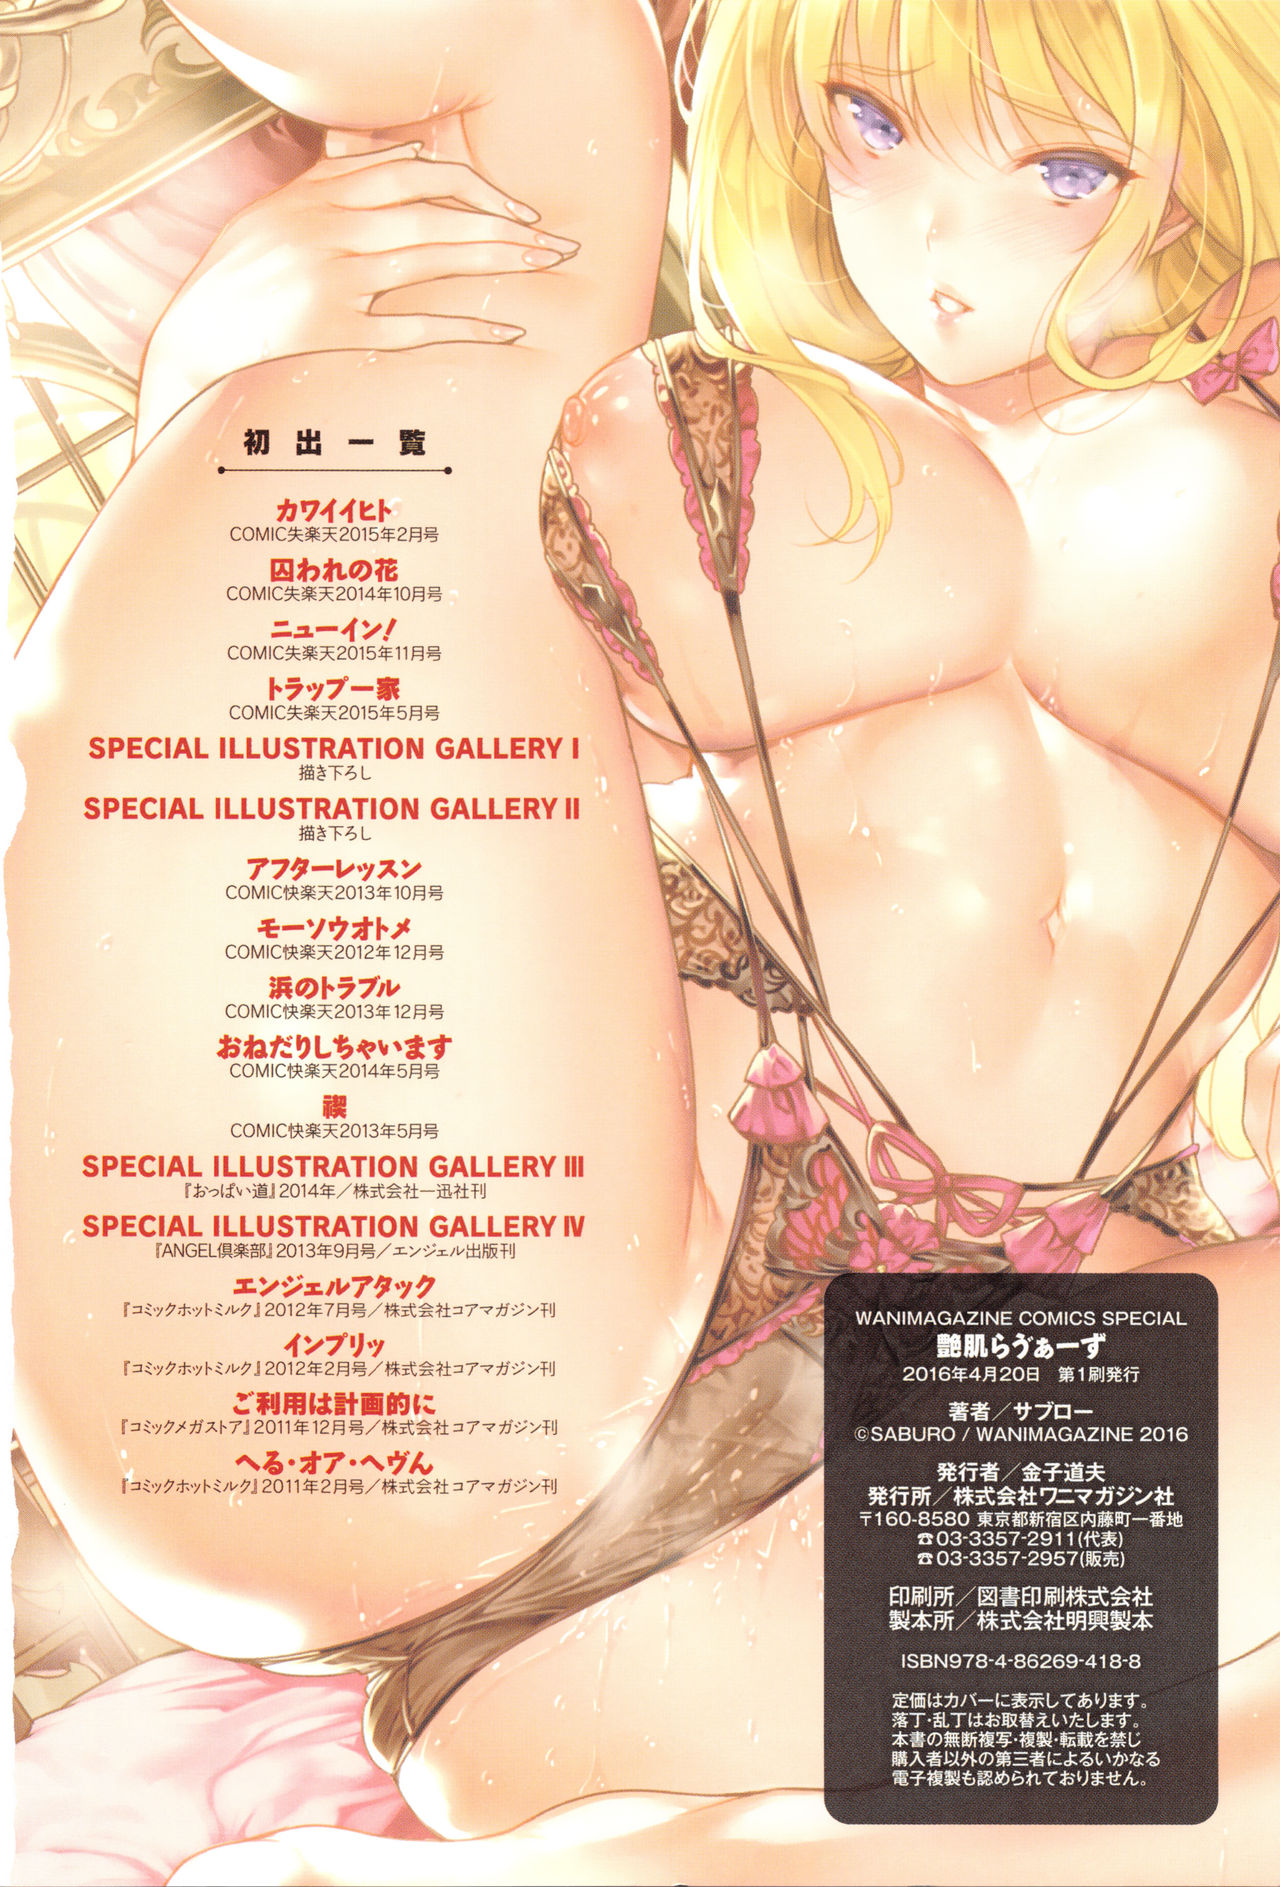 初出一覧
カワイイヒト
COMIC失楽天2015年2月号
囚われの花
COMIC失楽天2014年10月号
ニューイン!
COMIC失楽天2015年11月号
トラップ一家
COMIC失楽天2015年5月号
SPECIAL ILLUSTRATION GALLERY I
描き下ろし
SPECIAL ILLUSTRATION GALLERY II
描き下ろし
アフターレッスン
COMIC快楽天2013年10月号
モーソウオトメ
COMIC快楽天2012年12月号
浜のトラブル
COMIC快楽天2013年12月号
おねだりしちゃいます
COMIC快楽天2014年5月号
禊
COMIC快楽天2013年5月号
SPECIAL ILLUSTRATION GALLERY III
『おっぱい道』2014年／株式会社一迅社刊
SPECIAL ILLUSTRATION GALLERY IV
『ANGEL倶楽部』2013年9月号／エンジェル出版刊
エンジェルアタック
『コミックホットミルク』2012年7月号／株式会社コアマガジン刊
インプリッ
『コミックホットミルク』2012年2月号／株式会社コアマガジン刊
ご利用は計画的に
『コミックメガストア』2011年12月号／株式会社コアマガジン刊
へる・オア・へヴん
『コミックホットミルク』2011年2月号／株式会社コアマガジン刊
WANIMAGAZINE COMICS SPECIAL
艶肌らヴぁーず
2016年4月20日 第1刷発行
著者／サブロー
©SABURO / WANIMAGAZINE 2016
発行者／金子道夫
発行所／株式会社ワニマガジン社
〒160-8580 東京都新宿区内藤町一番地
☎03-3357-2911(代表)
☎03-3357-2957(販売)
印刷所／図書印刷株式会社
製本所／株式会社明興製本
ISBN978-4-86269-418-8
定価はカバーに表示してあります。
落丁・乱丁はお取替えいたします。
本書の無断複写・複製・転載を禁じ
購入者以外の第三者によるいかなる
電子複製も認められておりません。